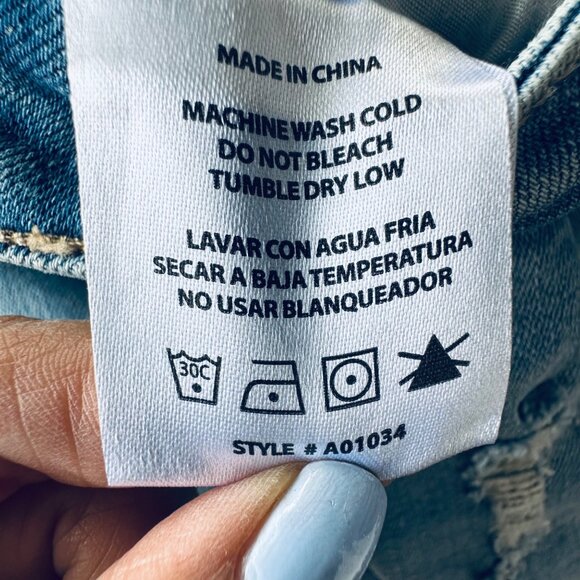 MADE IN CHINA
MACHINE WASH COLD
DO NOT BLEACH
TUMBLE DRY LOW
LAVAR CON AGUA FRIA
SECAR A BAJA TEMPERATURA
NO USAR BLANQUEADOR
30C
STYLE # A01034